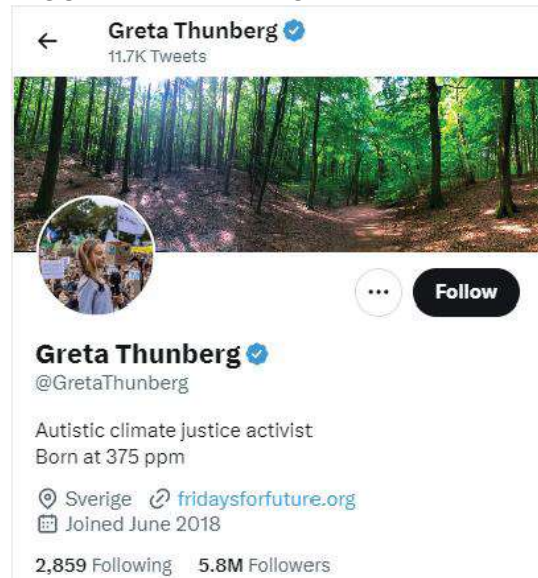 Greta Thunberg
11.7K Tweets
Follow
Greta Thunberg
@GretaThunberg
Autistic climate justice activist
Born at 375 ppm
Sverige fridaysforfuture.org
Joined June 2018
2,859 Following 5.8M Followers